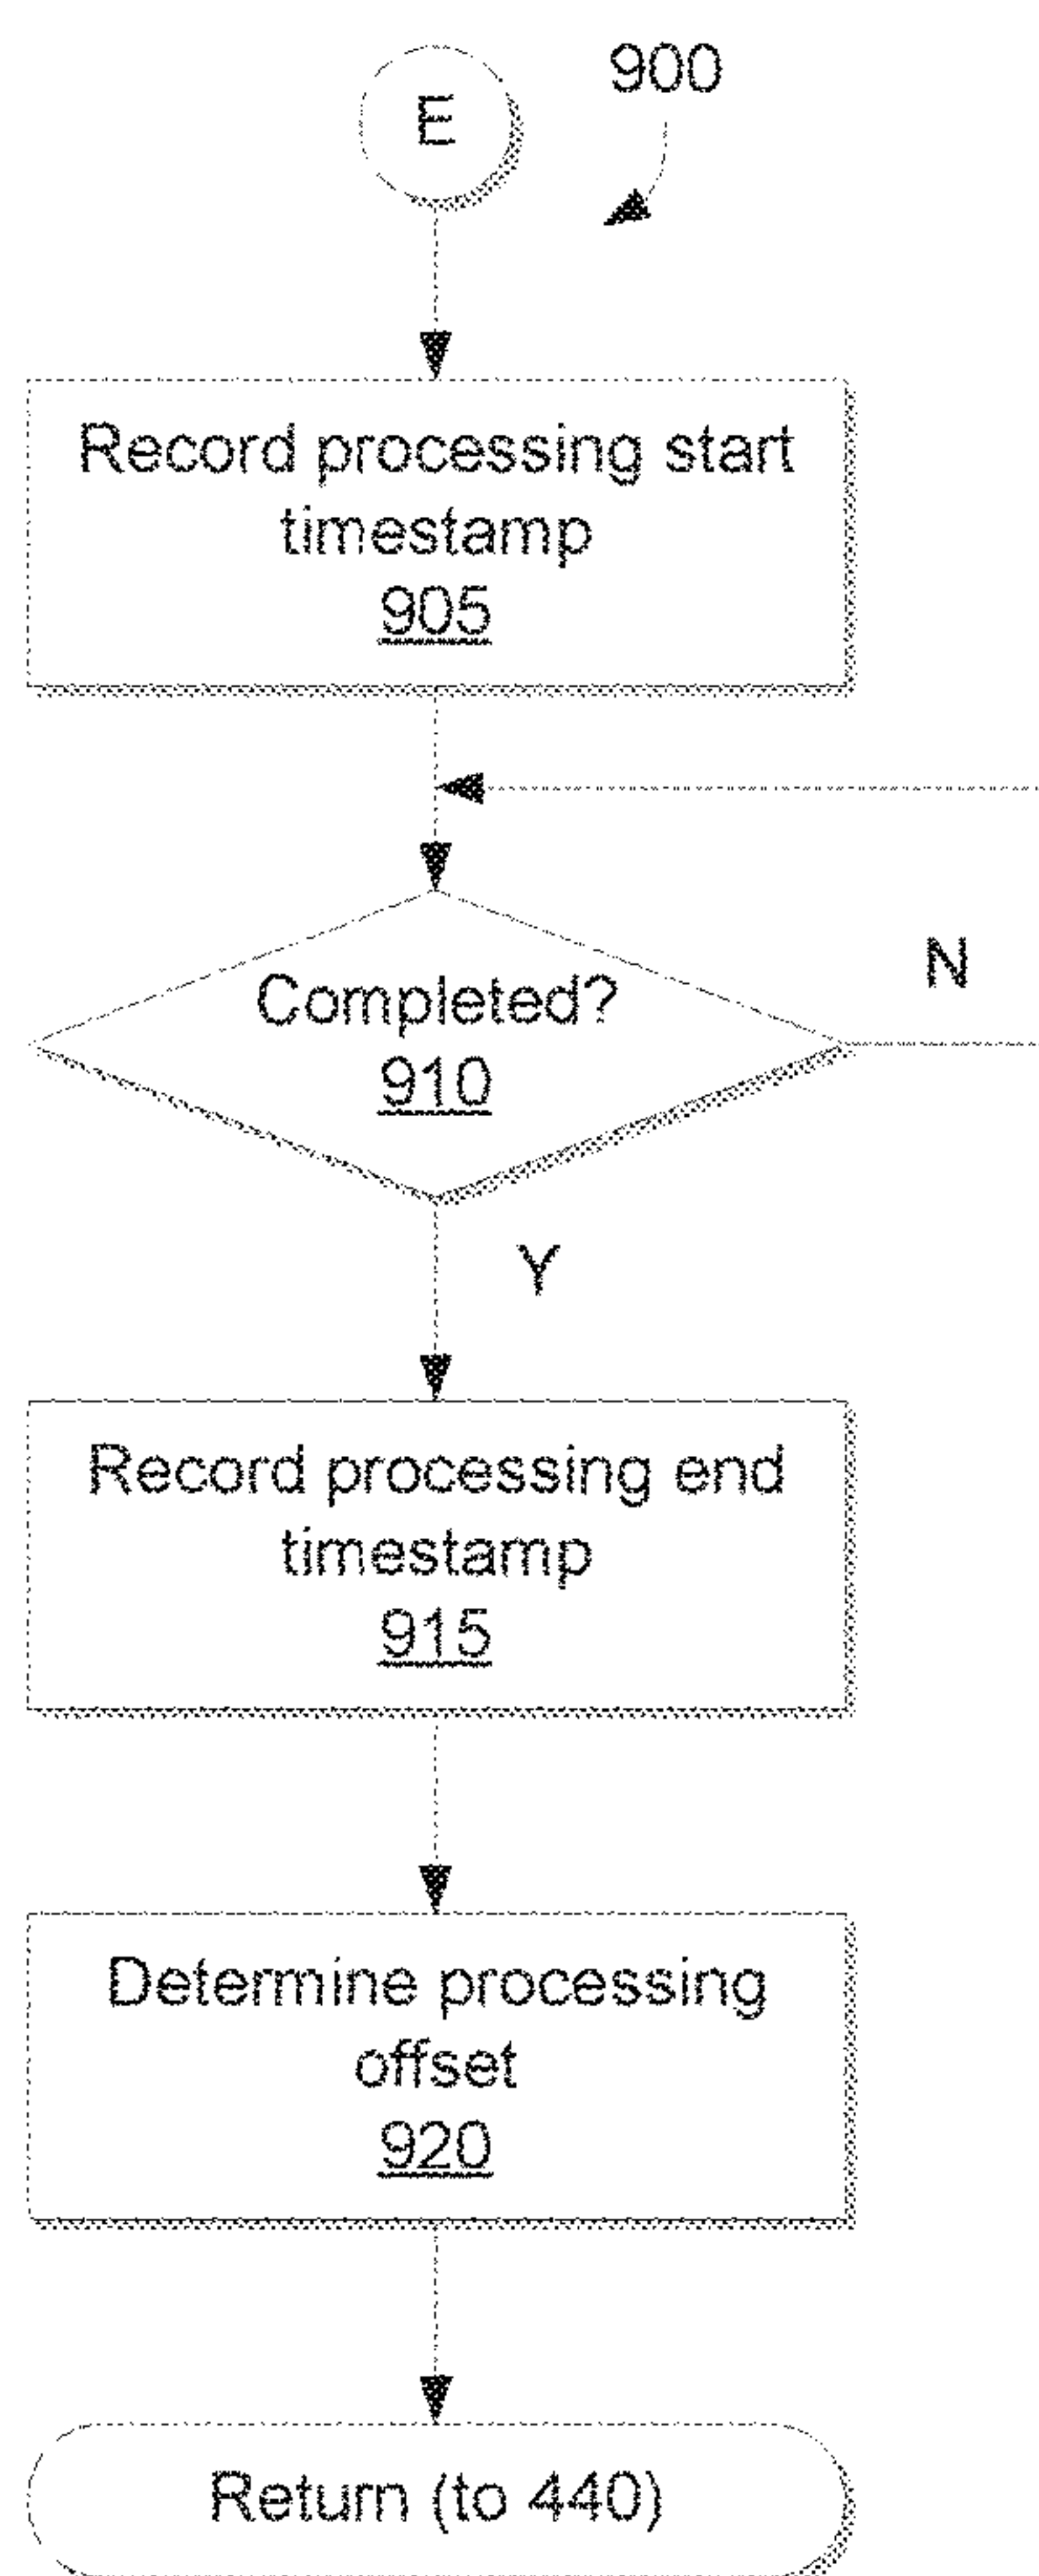 900
E
Record processing start
timestamp
905
Completed?
910
N
Y
Record processing end
timestamp
915
Determine processing
offset
920
Return (to 440)